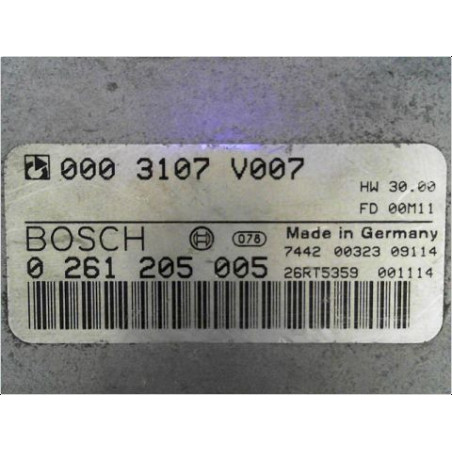 000 3107 V007
HW 30.00
FD 00M11
BOSCH 078 Made in Germany
7442 00323 09114
0 261 205 005 26RT5359 001114